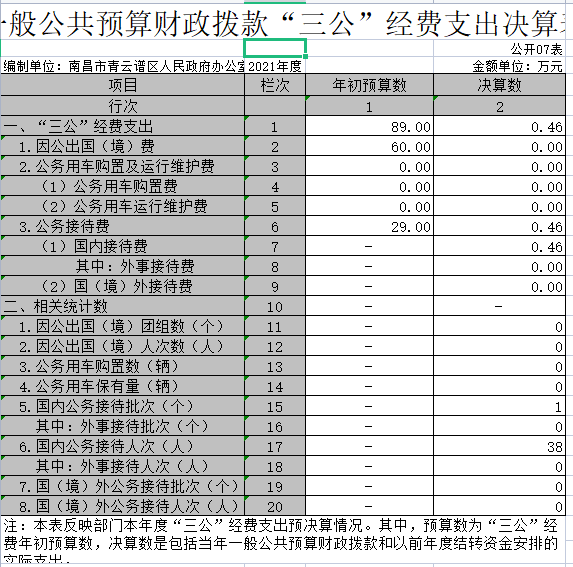 一般公共预算财政拨款“三公”经费支出决算表
公开07表
编制单位：南昌市青云谱区人民政府办公室 2021年度 金额单位：万元
项目 栏次 年初预算数 决算数
行次 1 2
一、“三公”经费支出 1 89.00 0.46
1.因公出国（境）费 2 60.00 0.00
2.公务用车购置及运行维护费 3 0.00 0.00
（1）公务用车购置费 4 0.00 0.00
（2）公务用车运行维护费 5 0.00 0.00
3.公务接待费 6 29.00 0.46
（1）国内接待费 7 - 0.46
其中：外事接待费 8 - 0.00
（2）国（境）外接待费 9 - 0.00
二、相关统计数 10 - -
1.因公出国（境）团组数（个） 11 - 0
2.因公出国（境）人次数（人） 12 - 0
3.公务用车购置数（辆） 13 - 0
4.公务用车保有量（辆） 14 - 0
5.国内公务接待批次（个） 15 - 1
其中：外事接待批次（个） 16 - 0
6.国内公务接待人次（人） 17 - 38
其中：外事接待人次（人） 18 - 0
7.国（境）外公务接待批次（个） 19 - 0
8.国（境）外公务接待人次（人） 20 - 0
注：本表反映部门本年度“三公”经费支出预决算情况。其中，预算数为“三公”经
费年初预算数，决算数是包括当年一般公共预算财政拨款和以前年度结转资金安排的
实际支出。